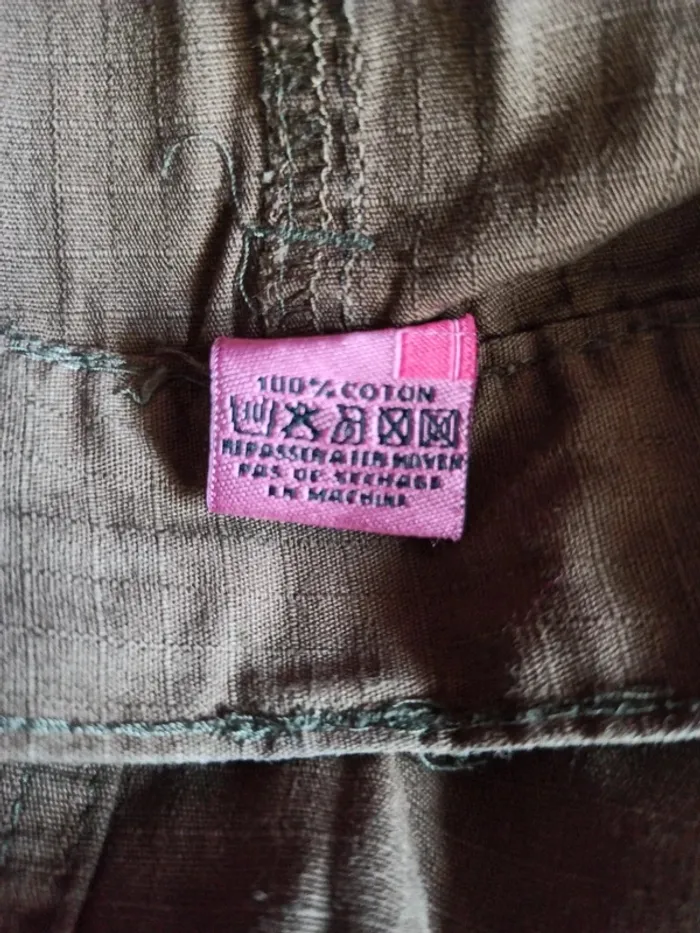 100% COTON
REPASSER A FER MOYEN
PAS DE SECHAGE
EN MACHINE